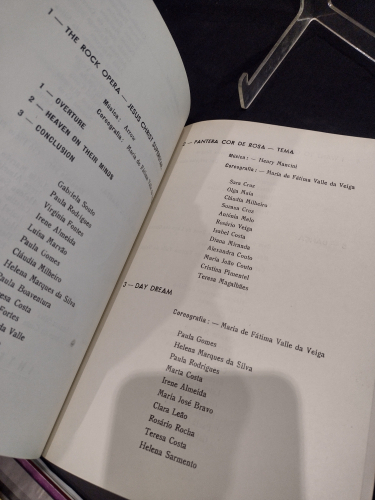 1 — THE ROCK OPERA — JESUS CHRIST
Música:
Coreografia: Maria de Fátima
1 — OVERTURE
2 — HEAVEN ON THEIR MINDS
3 — CONCLUSION
Gabriela Souto
Paula Rodrigues
Virgínia Fontes
Irene Almeida
Luísa Marvão
Paula Gomes
Cláudia Milheiro
Helena Marques da Silva
Paula Boaventura
Teresa Costa
Fortes
da Valle
2 — PANTERA COR DE ROSA — TEMA
Música: — Henry Mancini
Coreografia: — Maria de Fátima Valle da Veiga
Sara Cruz
Olga Maia
Cláudia Milheiro
Susana Cruz
António Melo
Rosário Veiga
Isabel Costa
Diana Miranda
Alexandra Couto
Maria João Couto
Cristina Pimentel
Teresa Magalhães
3 — DAY DREAM
Coreografia: — Maria de Fátima Valle da Veiga
Paula Gomes
Helena Marques da Silva
Paula Rodrigues
Marta Costa
Irene Almeida
Maria José Bravo
Clara Leão
Rosário Rocha
Teresa Costa
Helena Sarmento